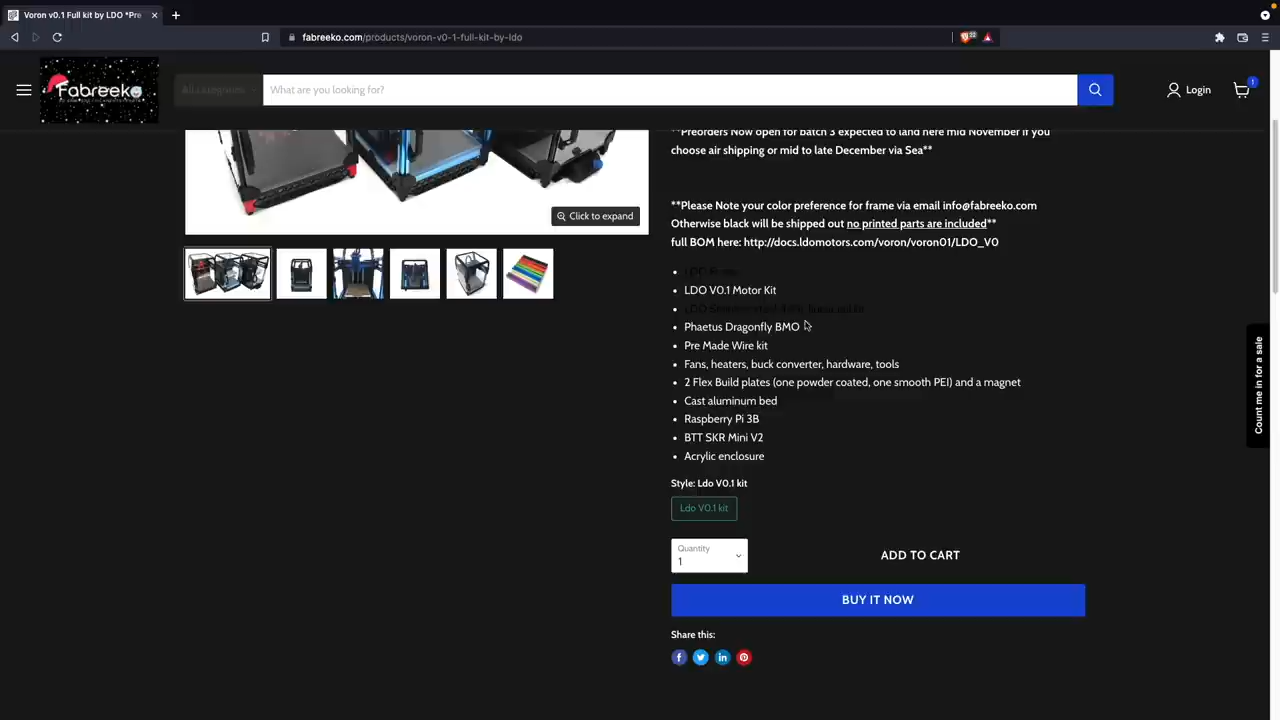 Voron v0.1 Full kit by LDO *Pre
fabreeko.com/products/voron-v0-1-full-kit-by-ldo
22
Fabreeko
All categories
What are you looking for?
Login
1
**Preorders Now open for batch 3 expected to land here mid November if you
choose air shipping or mid to late December via Sea**
**Please Note your color preference for frame via email info@fabreeko.com
Otherwise black will be shipped out no printed parts are included**
full BOM here: http://docs.ldomotors.com/voron/voron01/LDO_V0
Click to expand
LDO Frame
LDO V0.1 Motor Kit
Phaetus Dragonfly BMO
Pre Made Wire kit
Fans, heaters, buck converter, hardware, tools
2 Flex Build plates (one powder coated, one smooth PEI) and a magnet
Cast aluminum bed
Raspberry Pi 3B
BTT SKR Mini V2
Acrylic enclosure
Style: Ldo V0.1 kit
Ldo V0.1 kit
Quantity
1
ADD TO CART
BUY IT NOW
Share this:
Count me in for a sale